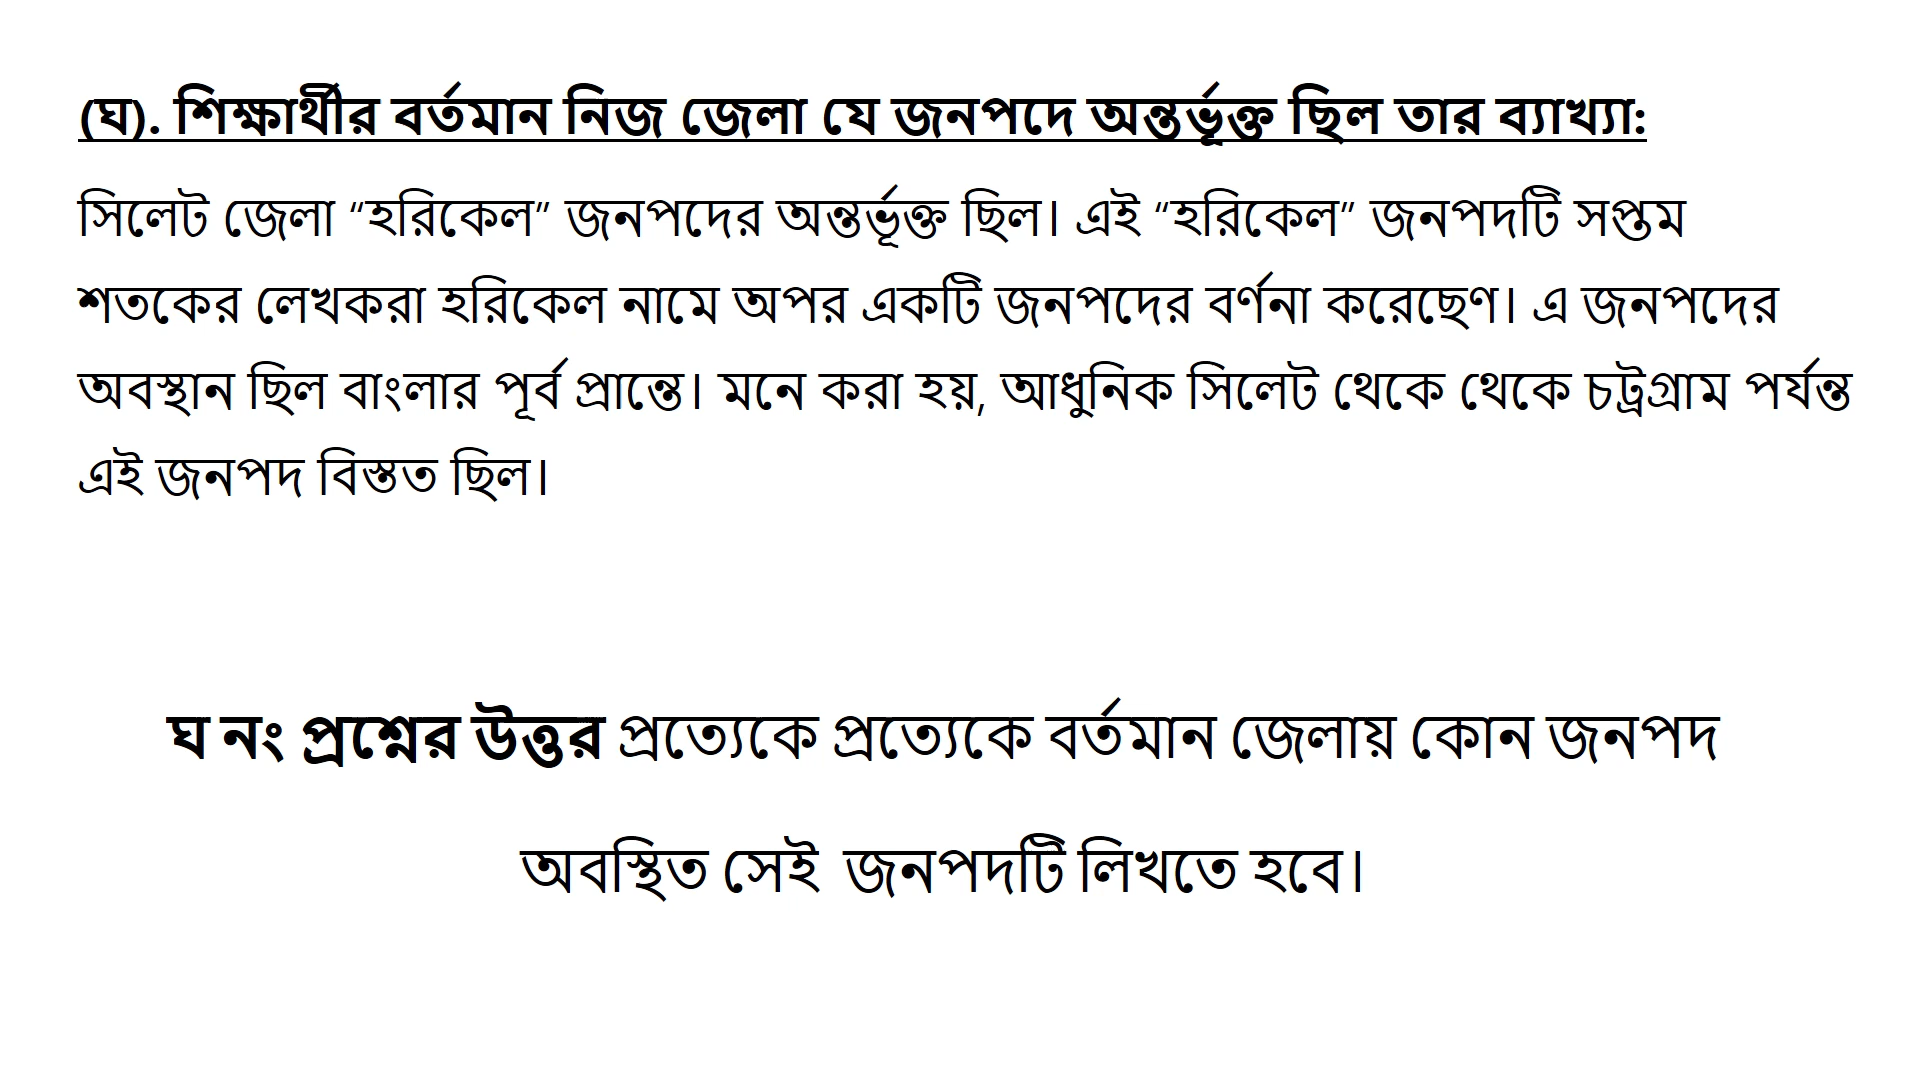 (ঘ). শিক্ষার্থীর বর্তমান নিজ জেলা যে জনপদে অন্তর্ভূক্ত ছিল তার ব্যাখ্যা:
সিলেট জেলা “হরিকেল” জনপদের অন্তর্ভূক্ত ছিল। এই “হরিকেল” জনপদটি সপ্তম
শতকের লেখকরা হরিকেল নামে অপর একটি জনপদের বর্ণনা করেছেণ। এ জনপদের
অবস্থান ছিল বাংলার পূর্ব প্রান্তে। মনে করা হয়, আধুনিক সিলেট থেকে থেকে চট্রগ্রাম পর্যন্ত
এই জনপদ বিস্তত ছিল।
ঘ নং প্রশ্নের উত্তর প্রত্যেকে প্রত্যেকে বর্তমান জেলায় কোন জনপদ
অবস্থিত সেই জনপদটি লিখতে হবে।